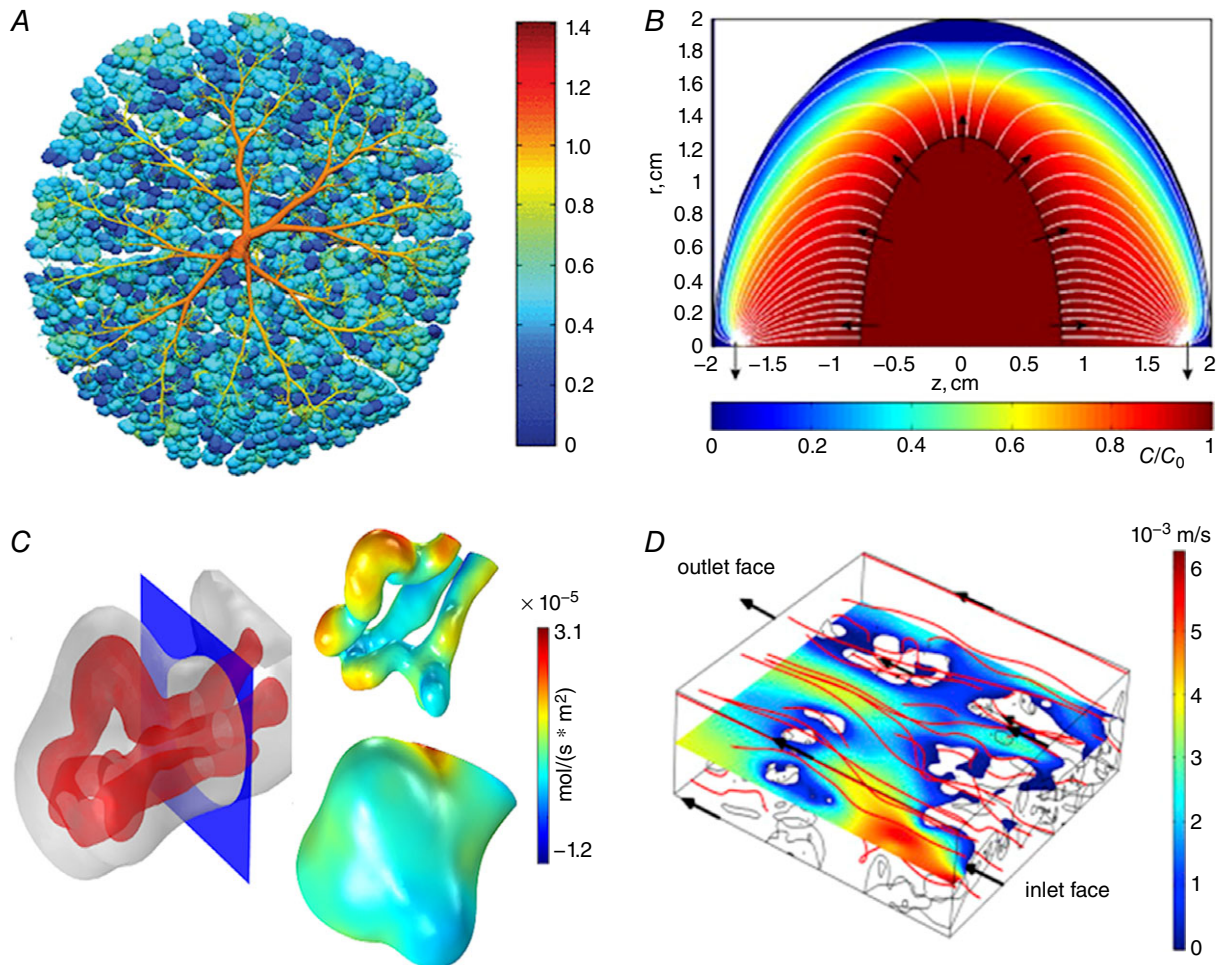 A
1.4
1.2
1.0
0.8
0.6
0.4
0.2
0
B
r, cm
2
1.8
1.6
1.4
1.2
1
0.8
0.6
0.4
0.2
0
−2 −1.5 −1 −0.5 0 0.5 1 1.5 2
z, cm
0 0.2 0.4 0.6 0.8 1
C/C0
C
× 10−5
3.1
mol/(s * m2)
−1.2
D
10−3 m/s
outlet face
inlet face
6
5
4
3
2
1
0